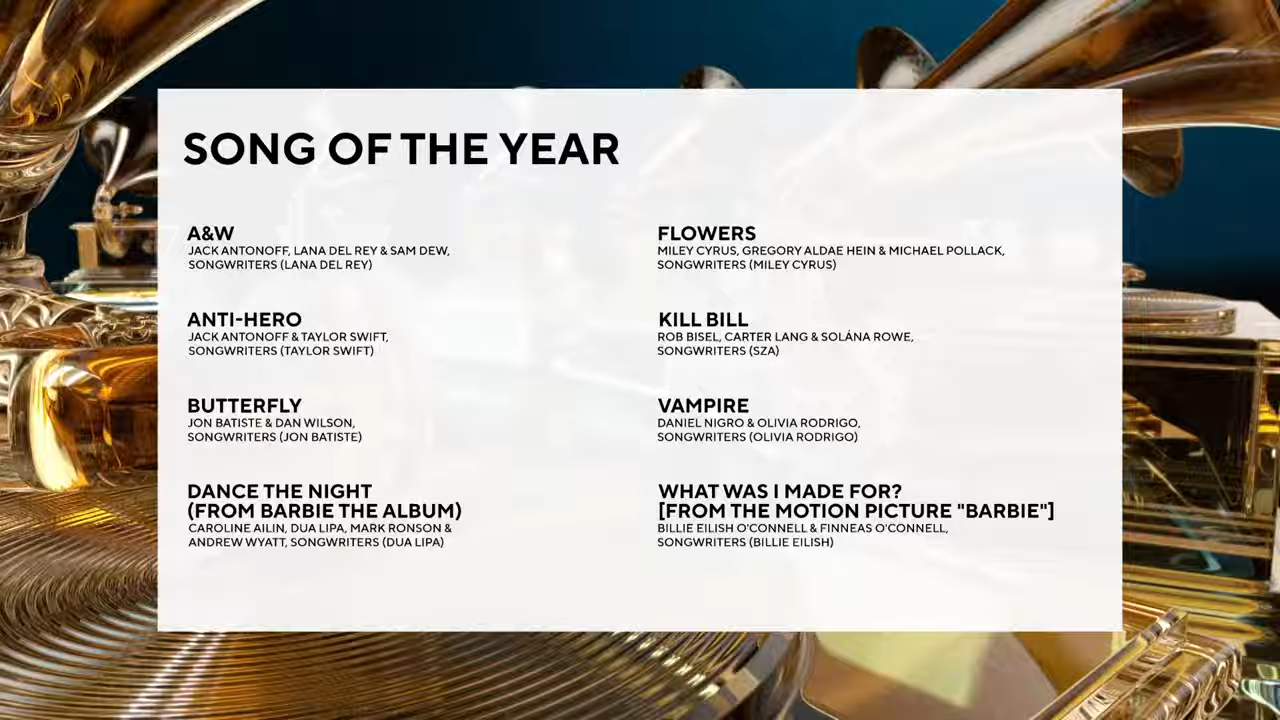 SONG OF THE YEAR
A&W
JACK ANTONOFF, LANA DEL REY & SAM DEW,
SONGWRITERS (LANA DEL REY)
ANTI-HERO
JACK ANTONOFF & TAYLOR SWIFT,
SONGWRITERS (TAYLOR SWIFT)
BUTTERFLY
JON BATISTE & DAN WILSON,
SONGWRITERS (JON BATISTE)
DANCE THE NIGHT
(FROM BARBIE THE ALBUM)
CAROLINE AILIN, DUA LIPA, MARK RONSON &
ANDREW WYATT, SONGWRITERS (DUA LIPA)
FLOWERS
MILEY CYRUS, GREGORY ALDAE HEIN & MICHAEL POLLACK,
SONGWRITERS (MILEY CYRUS)
KILL BILL
ROB BISEL, CARTER LANG & SOLÁNA ROWE,
SONGWRITERS (SZA)
VAMPIRE
DANIEL NIGRO & OLIVIA RODRIGO,
SONGWRITERS (OLIVIA RODRIGO)
WHAT WAS I MADE FOR?
[FROM THE MOTION PICTURE "BARBIE"]
BILLIE EILISH O'CONNELL & FINNEAS O'CONNELL,
SONGWRITERS (BILLIE EILISH)